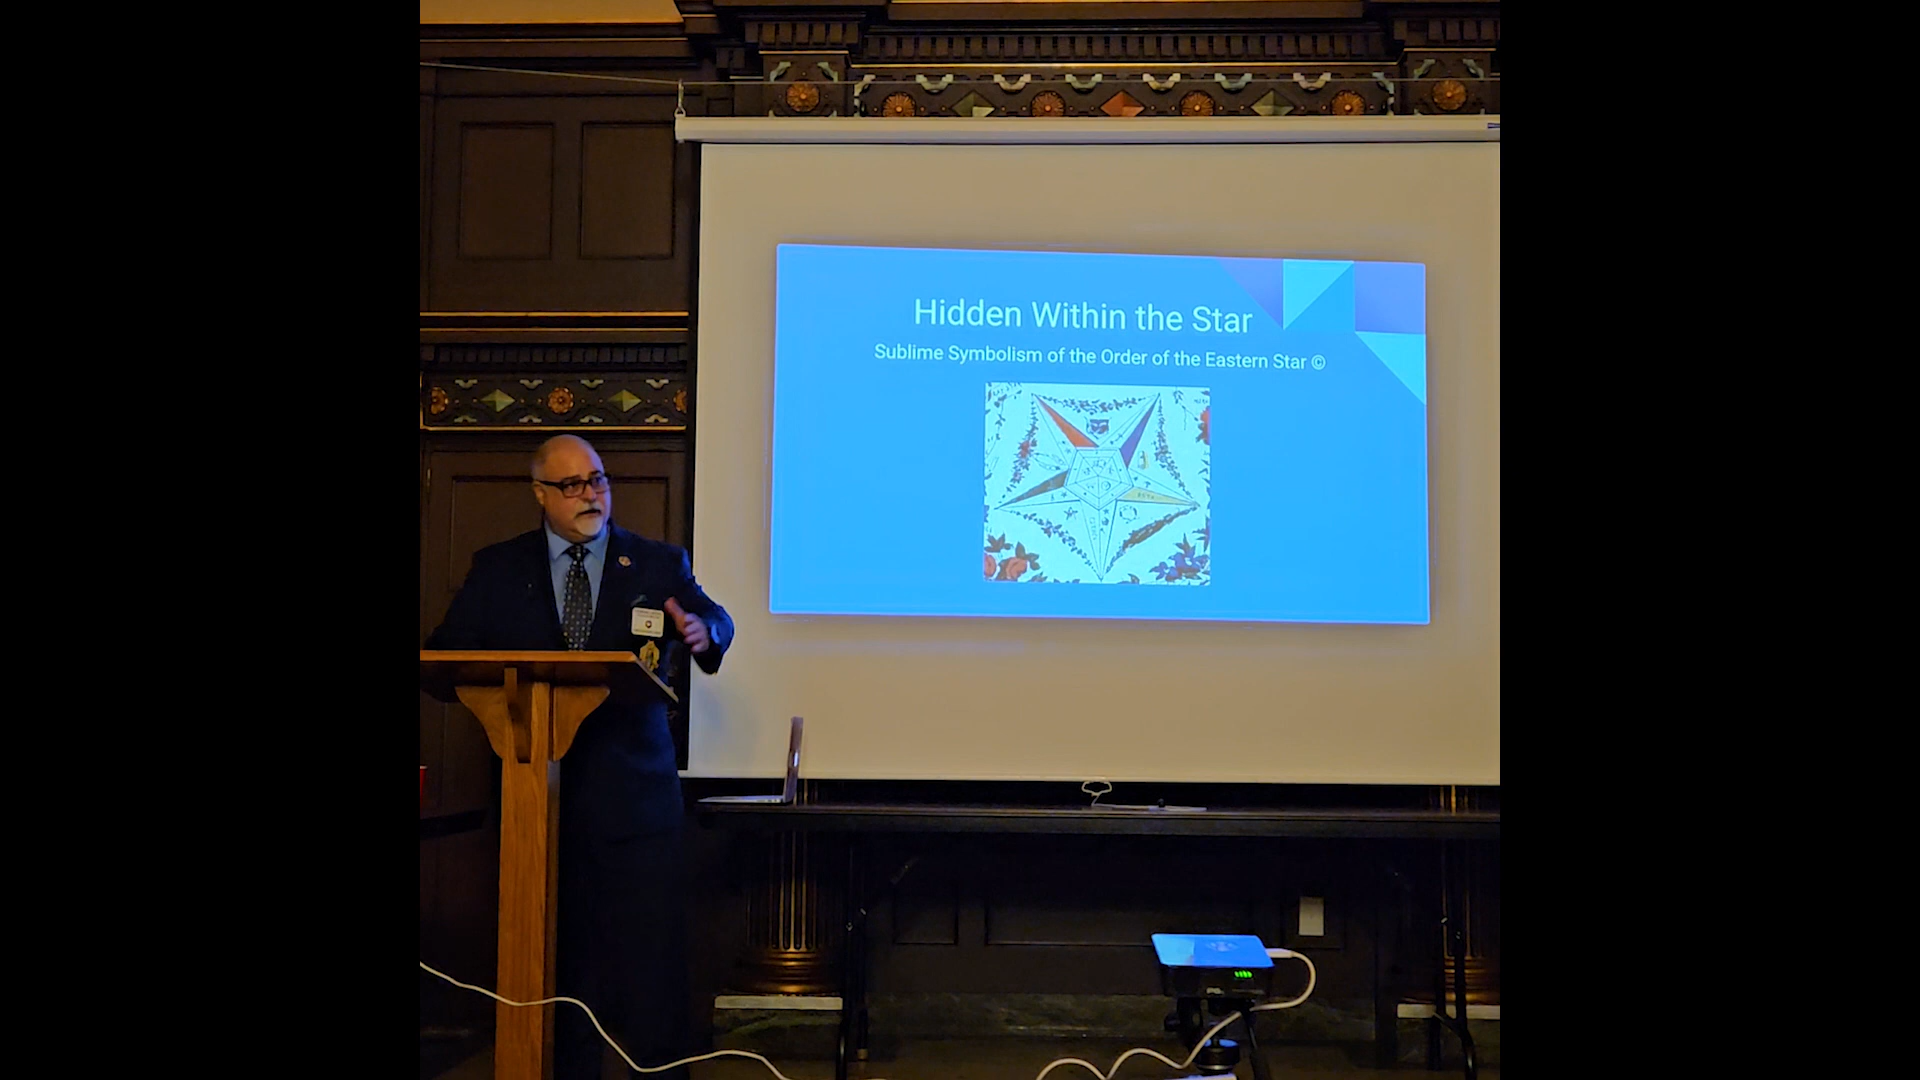 Hidden Within the Star
Sublime Symbolism of the Order of the Eastern Star ©